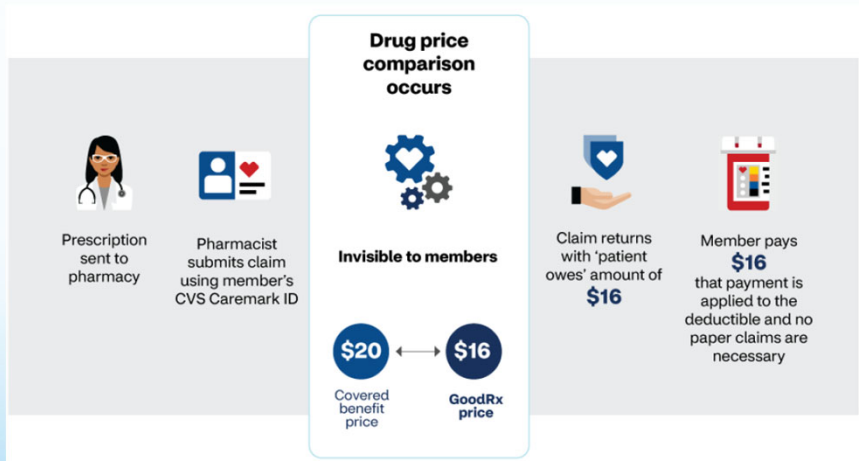 Prescription
sent to
pharmacy
Pharmacist
submits claim
using member's
CVS Caremark ID
Drug price
comparison
occurs
Invisible to members
$20
$16
Covered
benefit
price
GoodRx
price
Claim returns
with ‘patient
owes’ amount of
$16
Member pays
$16
that payment is
applied to the
deductible and no
paper claims are
necessary